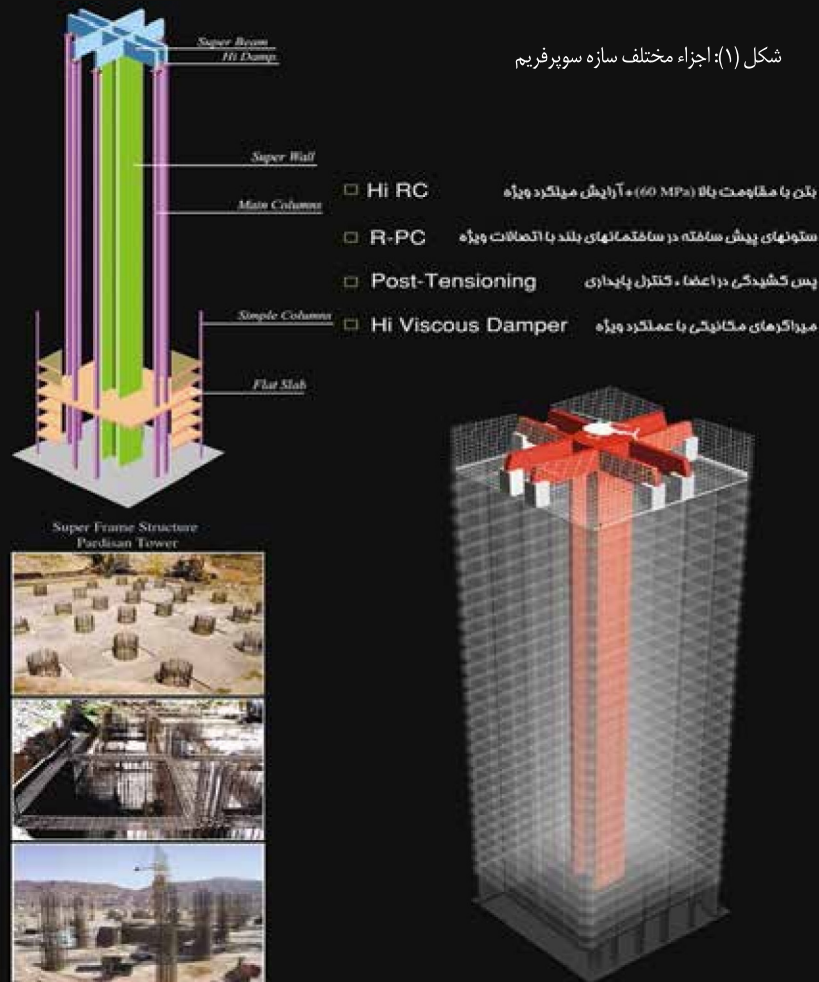 شکل (۱): اجزاء مختلف سازه سوپرفریم
Super Beam
Hi Damp
Super Wall
Main Columns
Simple Columns
Flat Slab
Super Frame Structure
Pardisan Tower
Hi RC بتن با مقاومت بالا (60 MPa) + آرایش میلگرد ویژه
R-PC ستونهای پیش ساخته در ساختمانهای بلند با اتصالات ویژه
Post-Tensioning پس کشیدگی در اعضا ، کنترل پایداری
Hi Viscous Damper میراگرهای مکانیکی با عملکرد ویژه